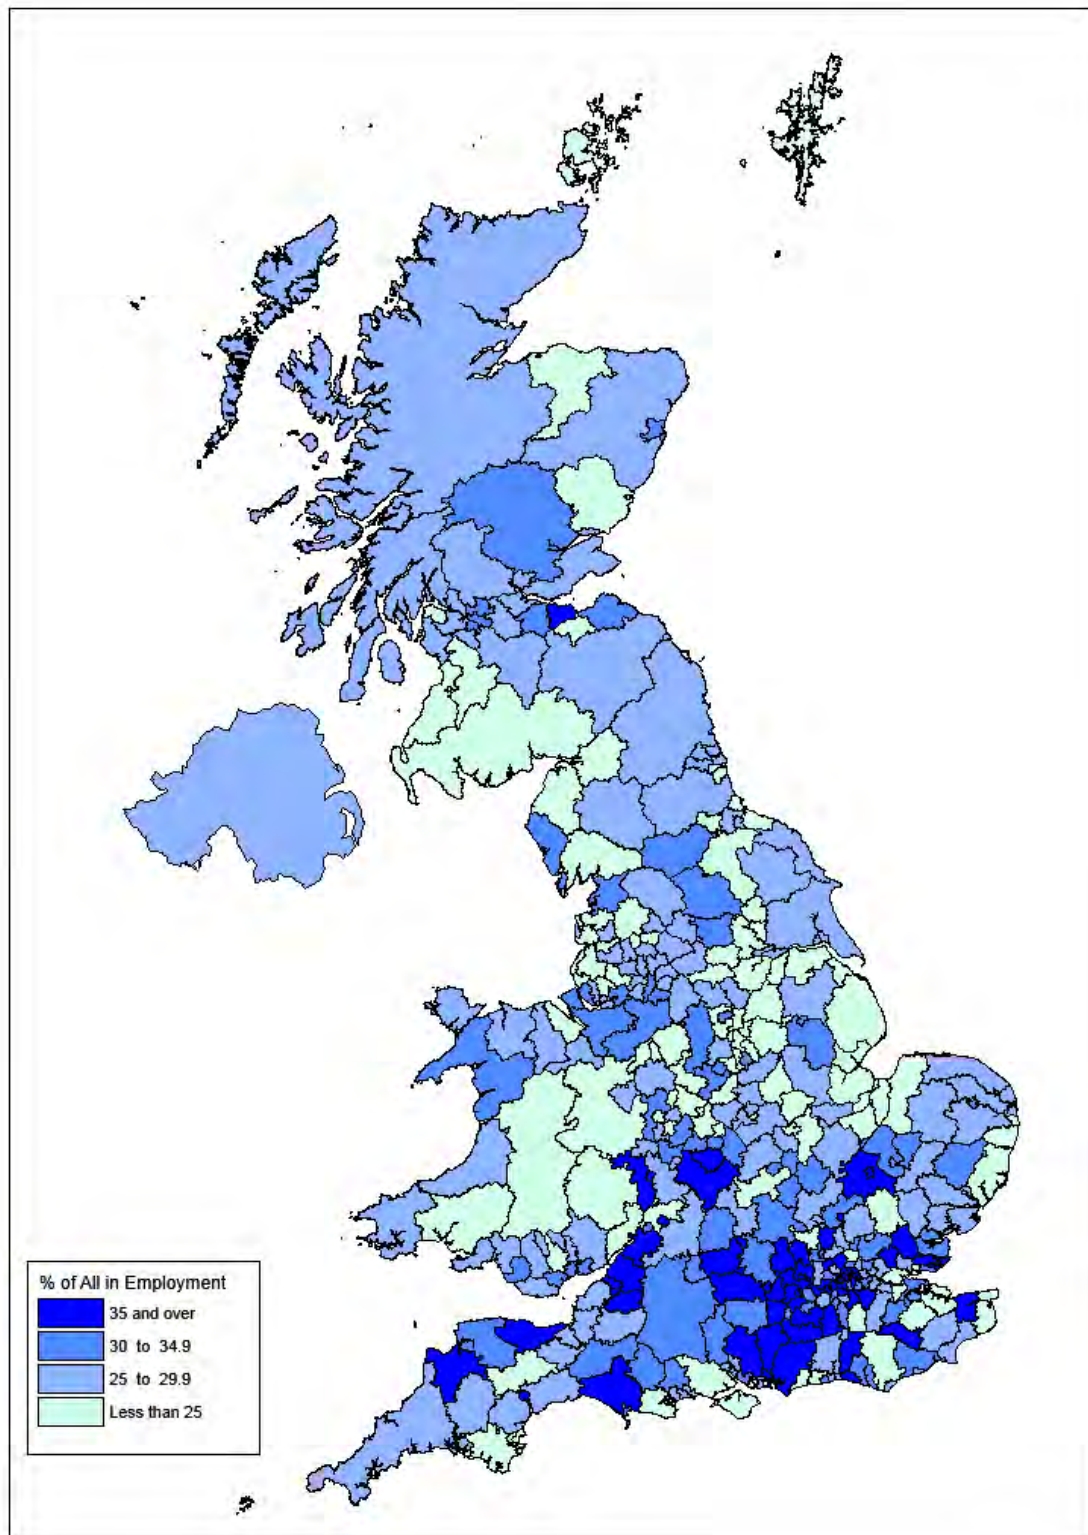 % of All in Employment
35 and over
30 to 34.9
25 to 29.9
Less than 25